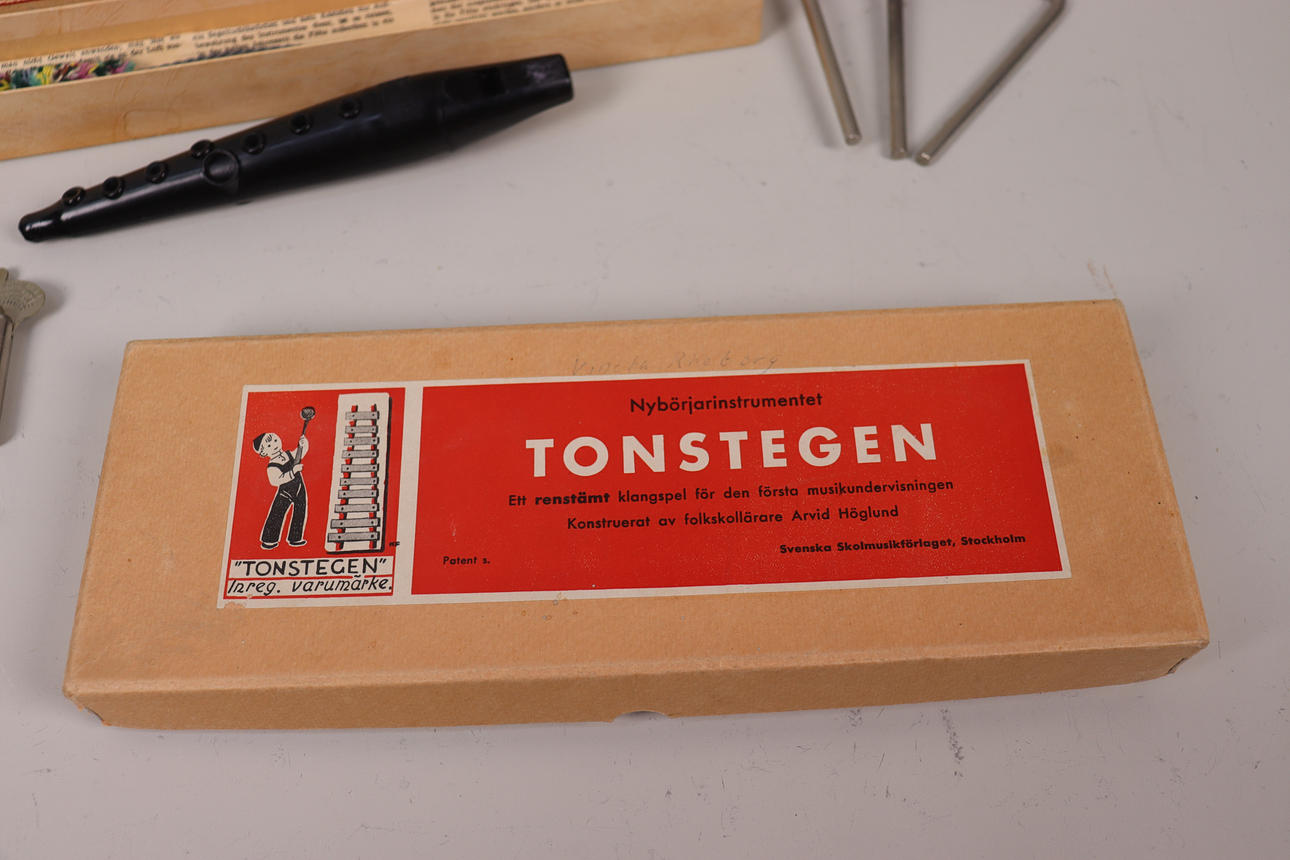 Nybörjarinstrumentet
TONSTEGEN
Ett renstämt klangspel för den första musikundervisningen
Konstruerat av folkskollärare Arvid Höglund
Svenska Skolmusikförlaget, Stockholm
Patent s.
"TONSTEGEN"
Inreg. varumärke.